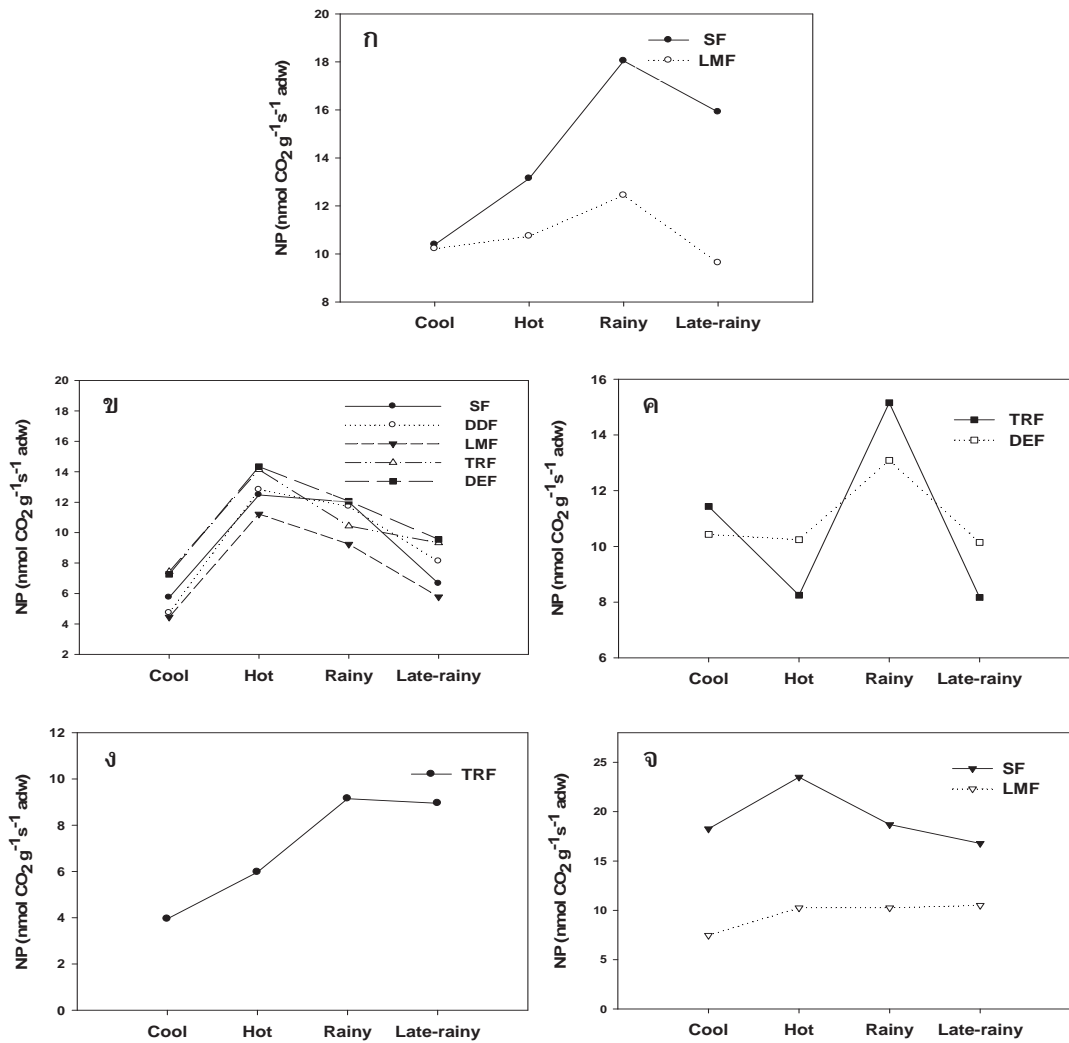 ก
SF
LMF
NP (nmol CO2 g-1s-1 adw)
20
18
16
14
12
10
8
Cool Hot Rainy Late-rainy
ข
SF
DDF
LMF
TRF
DEF
NP (nmol CO2 g-1s-1 adw)
20
18
16
14
12
10
8
6
4
2
Cool Hot Rainy Late-rainy
ค
TRF
DEF
NP (nmol CO2 g-1s-1 adw)
16
14
12
10
8
6
Cool Hot Rainy Late-rainy
ง
TRF
NP (nmol CO2 g-1s-1 adw)
12
10
8
6
4
2
0
Cool Hot Rainy Late-rainy
จ
SF
LMF
NP (nmol CO2 g-1s-1 adw)
25
20
15
10
5
0
Cool Hot Rainy Late-rainy